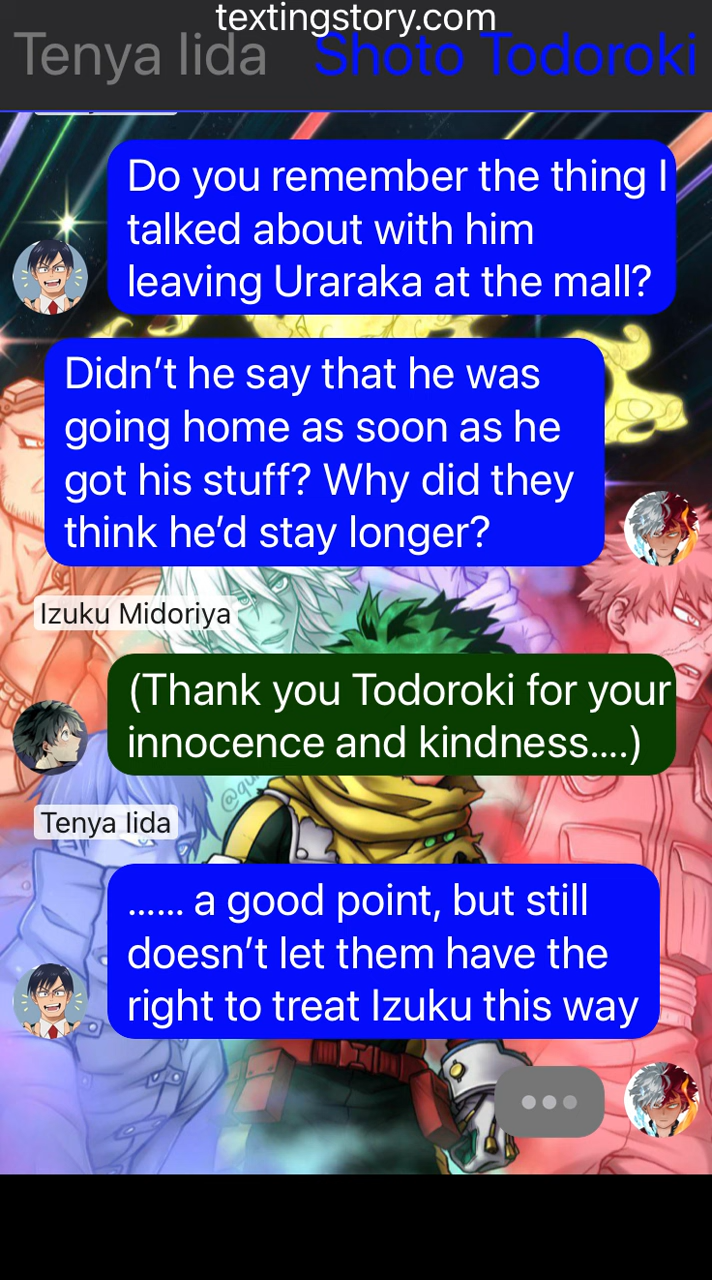 textingstory.com
Tenya Iida Shoto Todoroki
Do you remember the thing I
talked about with him
leaving Uraraka at the mall?
Didn’t he say that he was
going home as soon as he
got his stuff? Why did they
think he’d stay longer?
Izuku Midoriya
(Thank you Todoroki for your
innocence and kindness....)
Tenya Iida
...... a good point, but still
doesn’t let them have the
right to treat Izuku this way